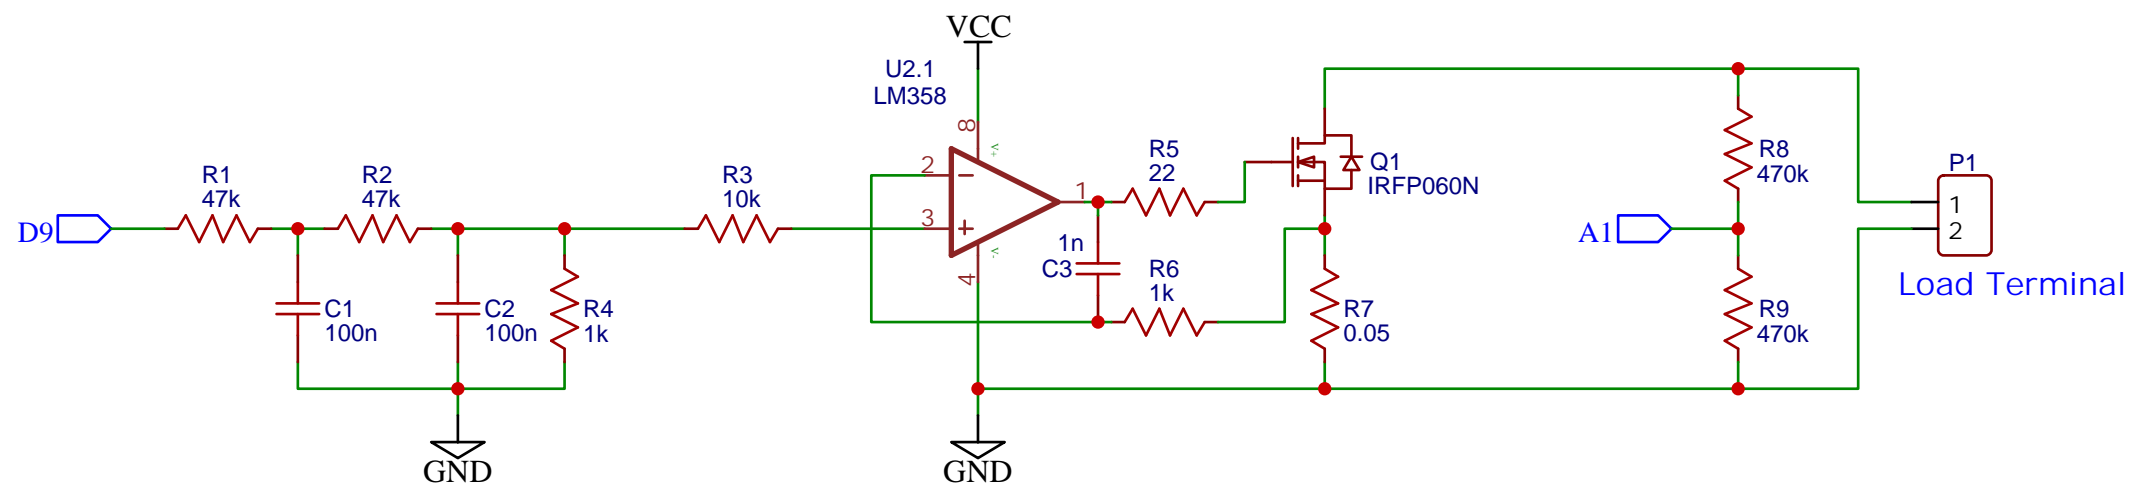 VCC
U2.1
LM358
8
V+
R1
47k
R2
47k
R3
10k
2
3
1
R5
22
Q1
IRFP060N
R8
470k
P1
1
2
D9
A1
V-
4
1n
C3
R6
1k
Load Terminal
C1
100n
C2
100n
R4
1k
R7
0.05
R9
470k
GND
GND